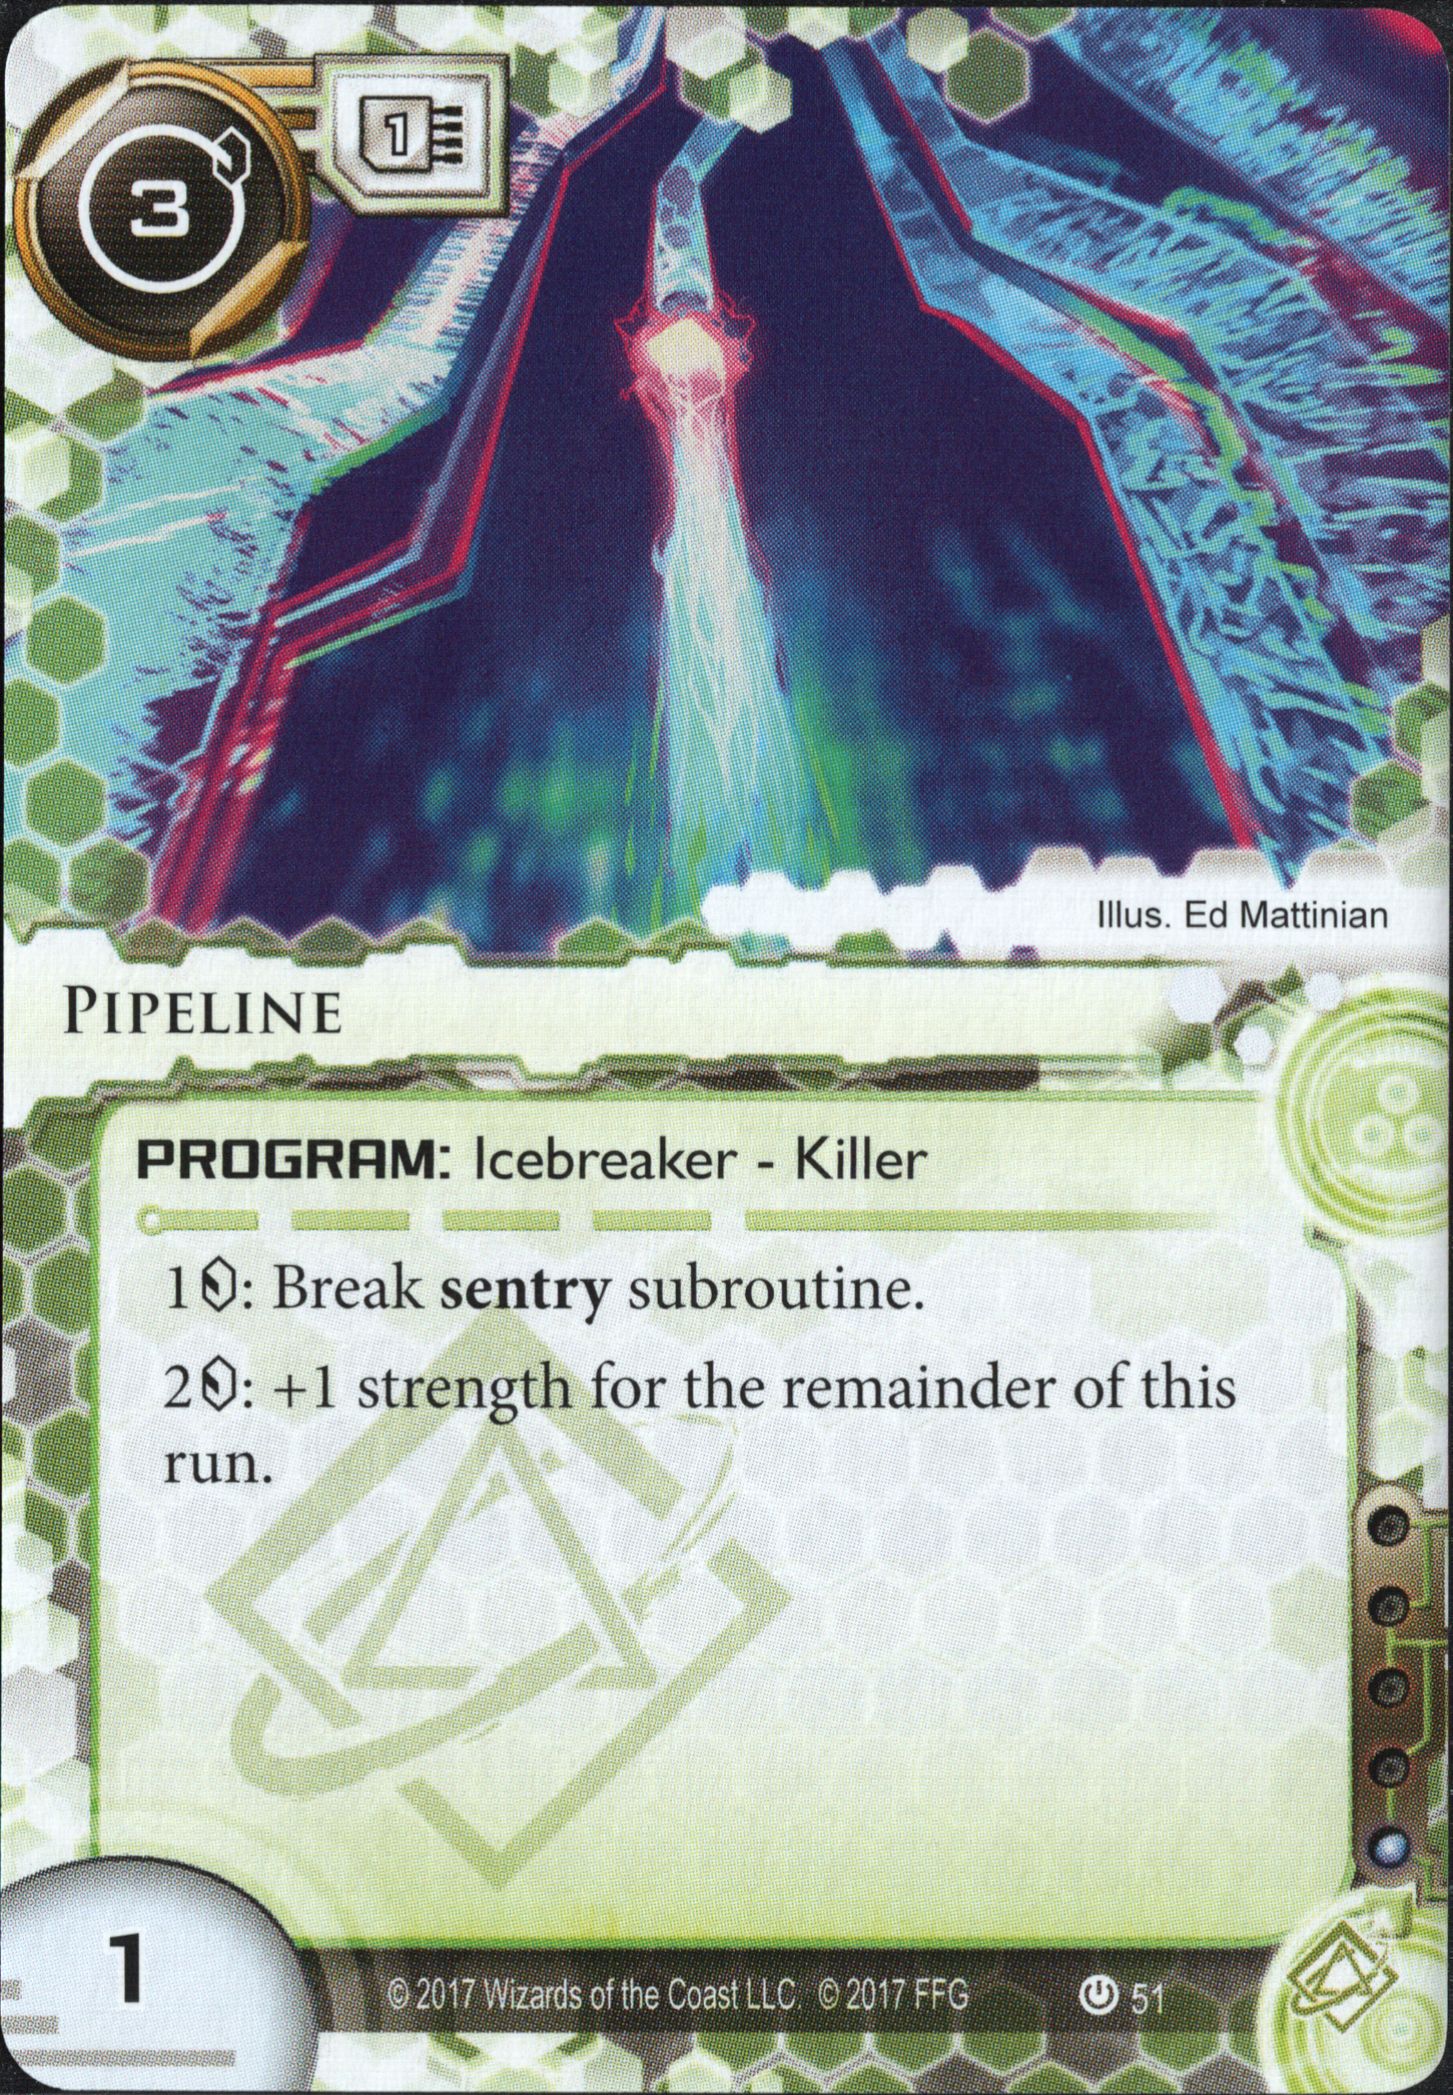 3
1
Illus. Ed Mattinian
PIPELINE
PROGRAM: Icebreaker - Killer
1: Break sentry subroutine.
2: +1 strength for the remainder of this
run.
1
© 2017 Wizards of the Coast LLC. © 2017 FFG
51